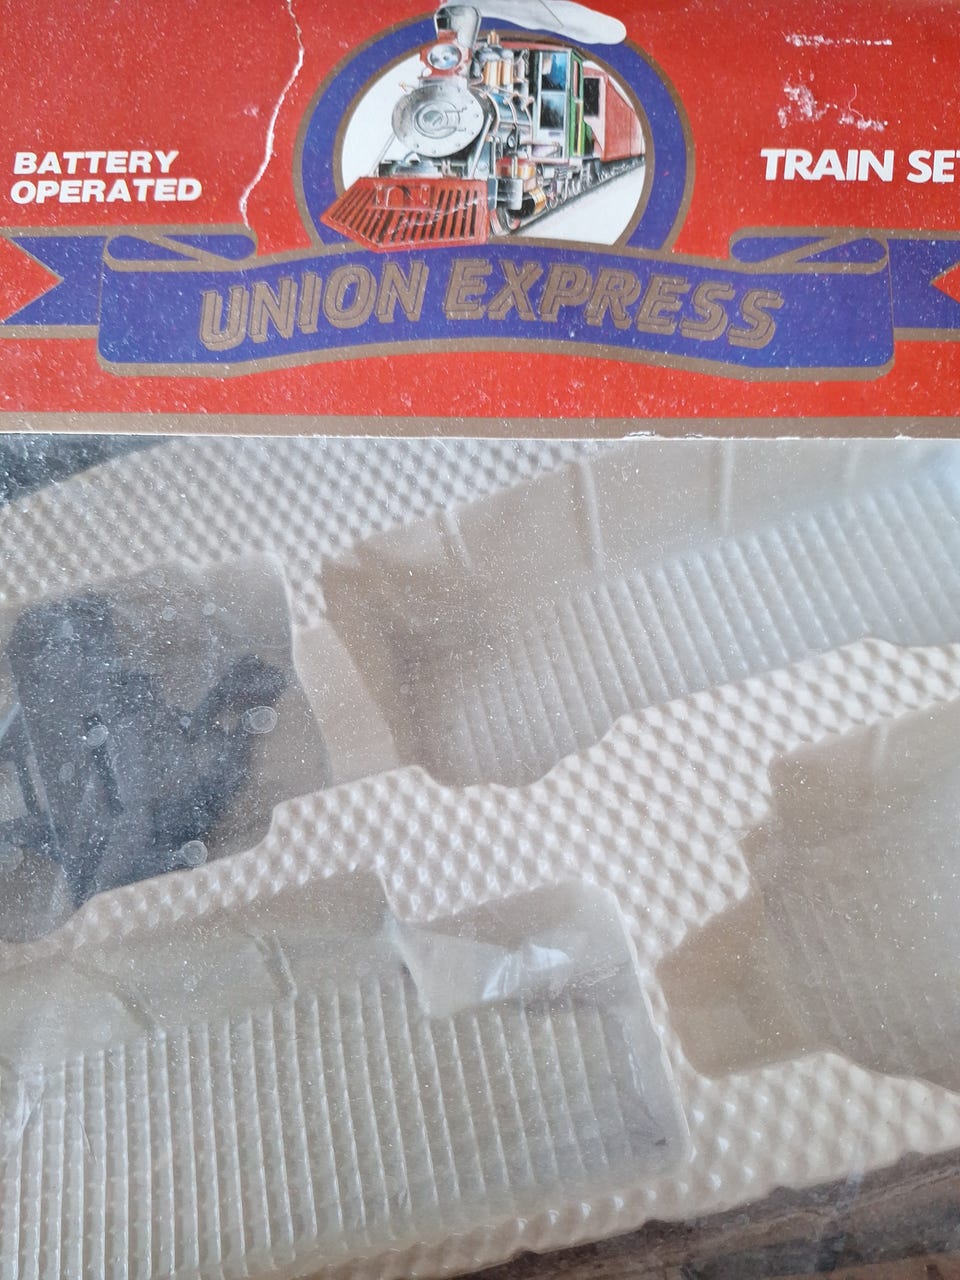 BATTERY
OPERATED
TRAIN SET
UNION EXPRESS